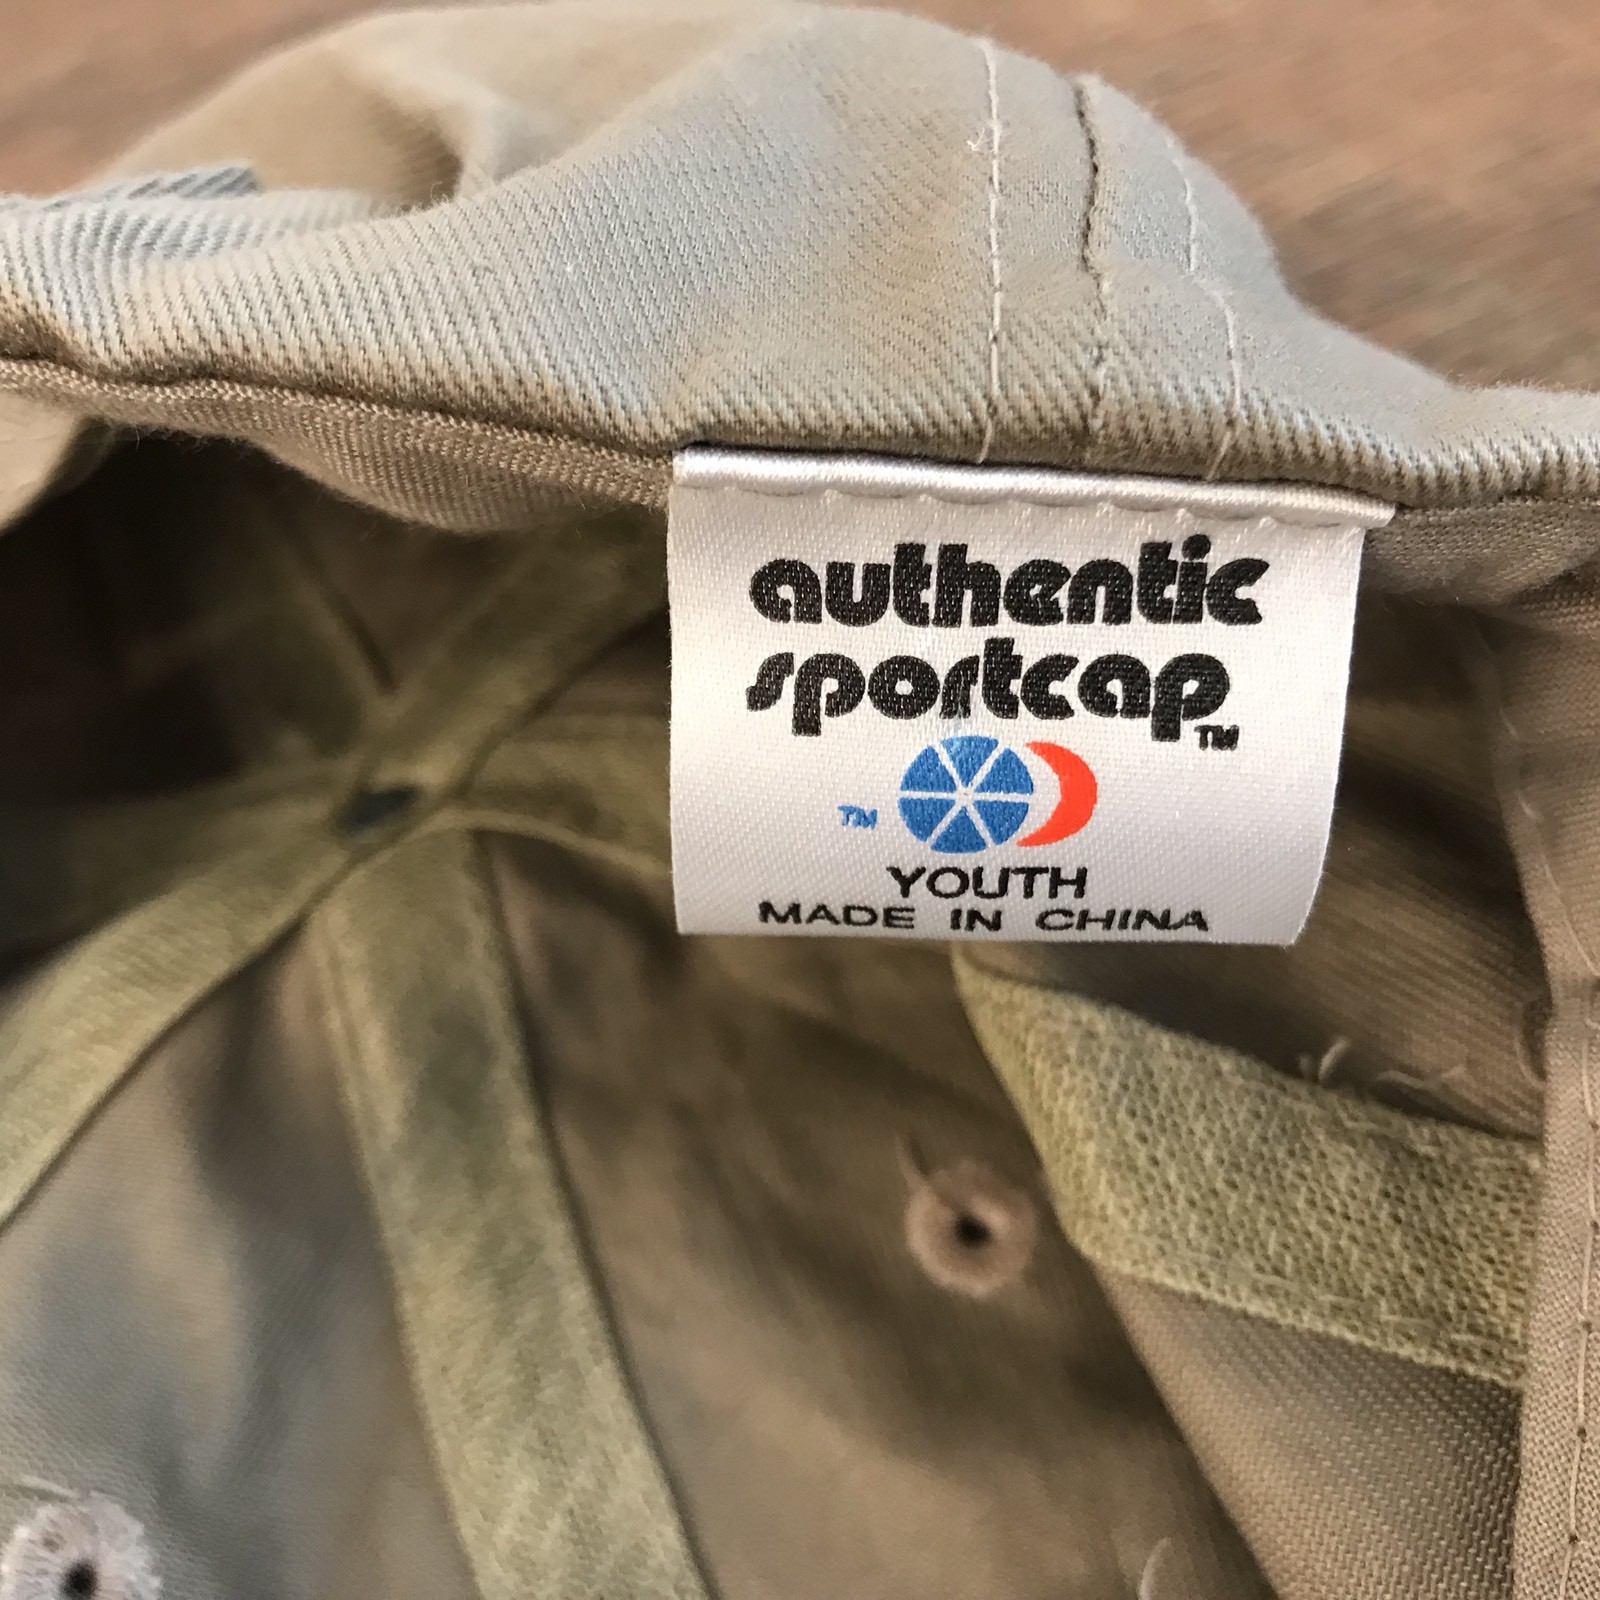 authentic
sportcap™
™
YOUTH
MADE IN CHINA